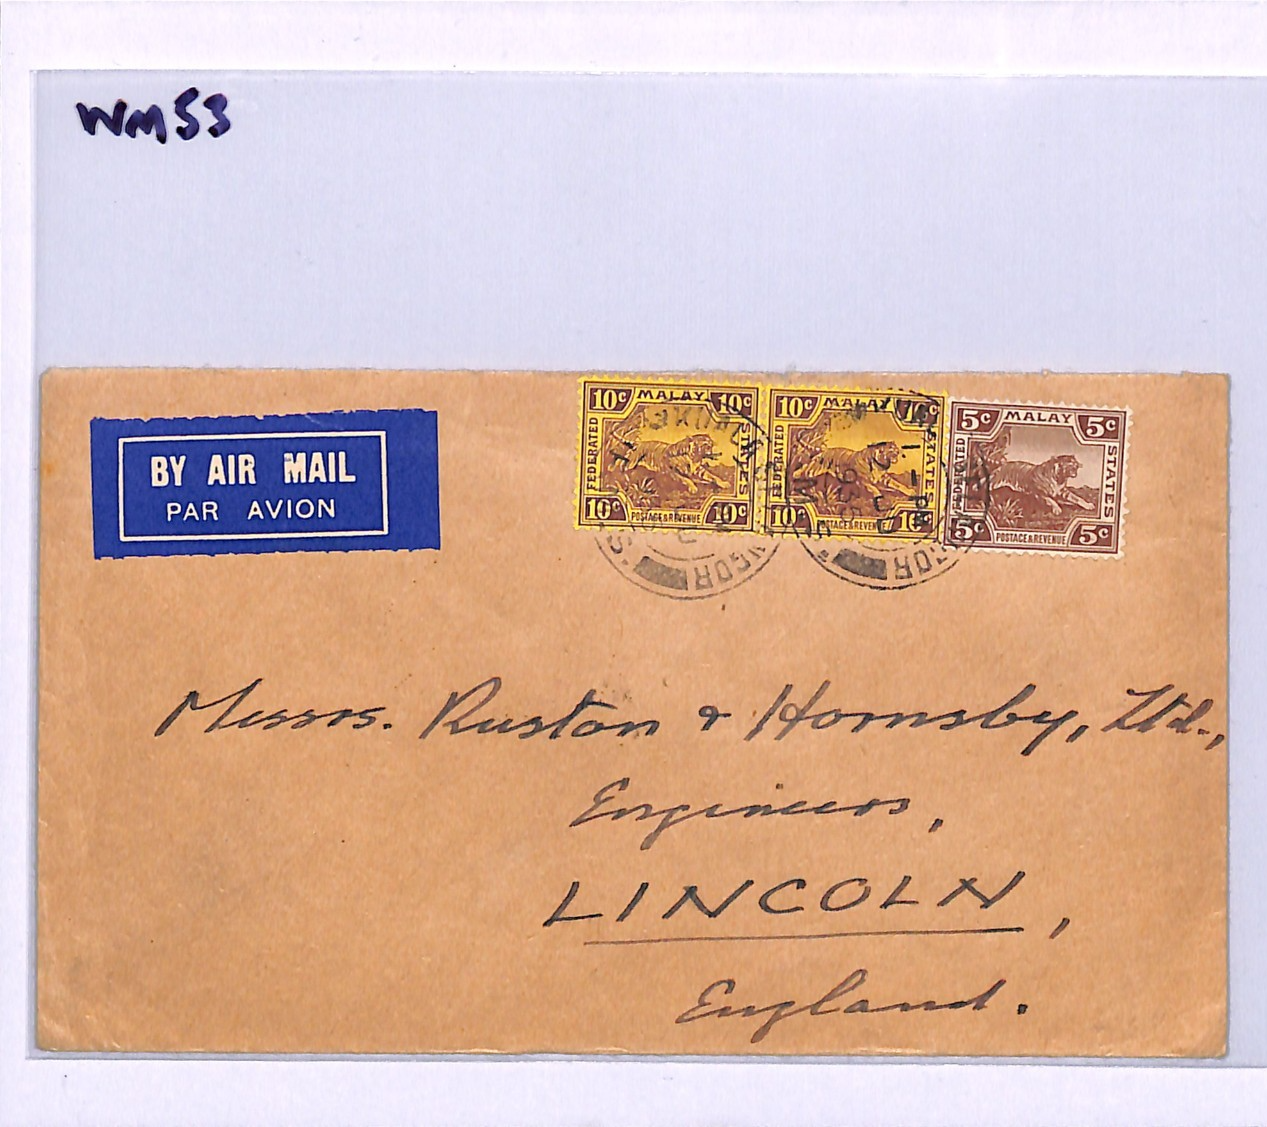 WM53
BY AIR MAIL
PAR AVION
10c MALAY 10c
FEDERATED
STATES
10c POSTAGE & REVENUE 10c
10c MALAY 10c
FEDERATED
STATES
10c POSTAGE & REVENUE 10c
5c MALAY 5c
FEDERATED
STATES
5c POSTAGE & REVENUE 5c
Messrs. Ruston & Hornsby, Ltd.,
Engineers,
LINCOLN,
England.